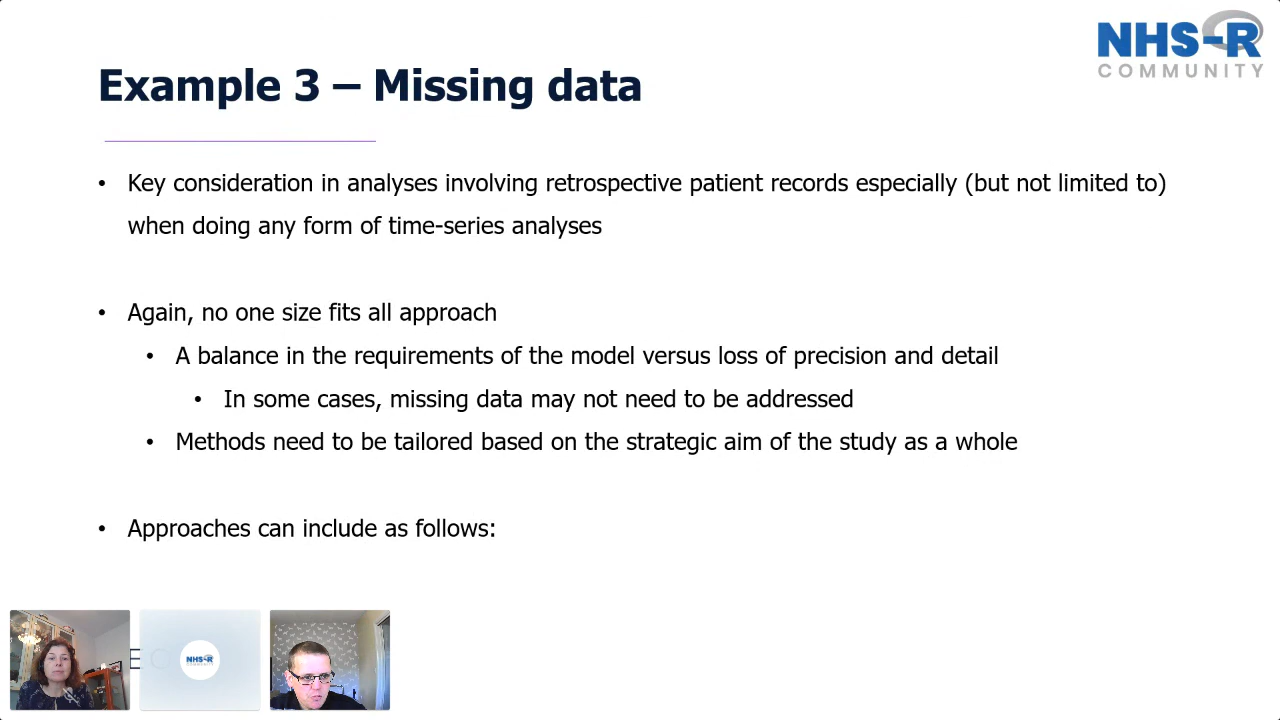 NHS-R
COMMUNITY
Example 3 – Missing data
• Key consideration in analyses involving retrospective patient records especially (but not limited to)
when doing any form of time-series analyses
• Again, no one size fits all approach
• A balance in the requirements of the model versus loss of precision and detail
• In some cases, missing data may not need to be addressed
• Methods need to be tailored based on the strategic aim of the study as a whole
• Approaches can include as follows:
NHS-R
COMMUNITY